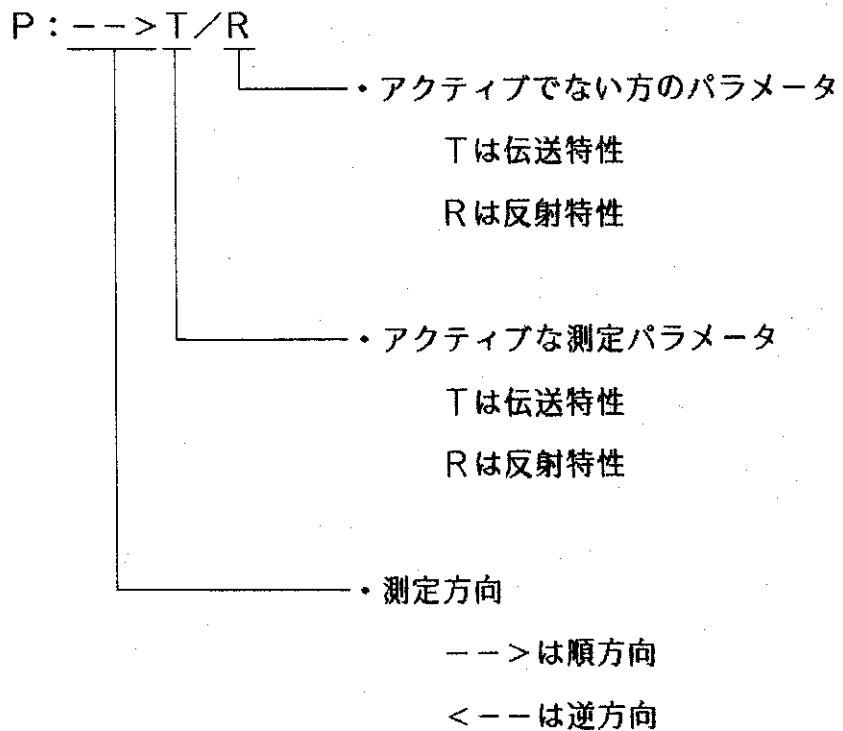 P:－－>T／R
・アクティブでない方のパラメータ
Tは伝送特性
Rは反射特性
・アクティブな測定パラメータ
Tは伝送特性
Rは反射特性
・測定方向
－－>は順方向
<－－は逆方向